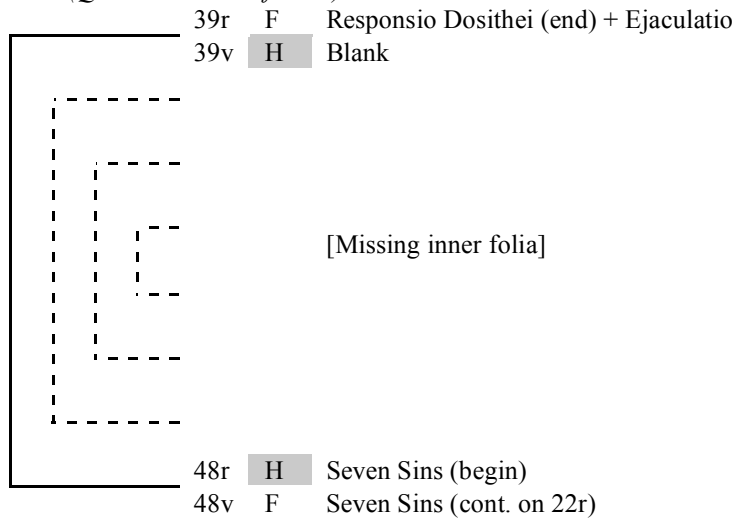 39r F Responsio Dosithei (end) + Ejaculatio
39v H Blank
[Missing inner folia]
48r H Seven Sins (begin)
48v F Seven Sins (cont. on 22r)